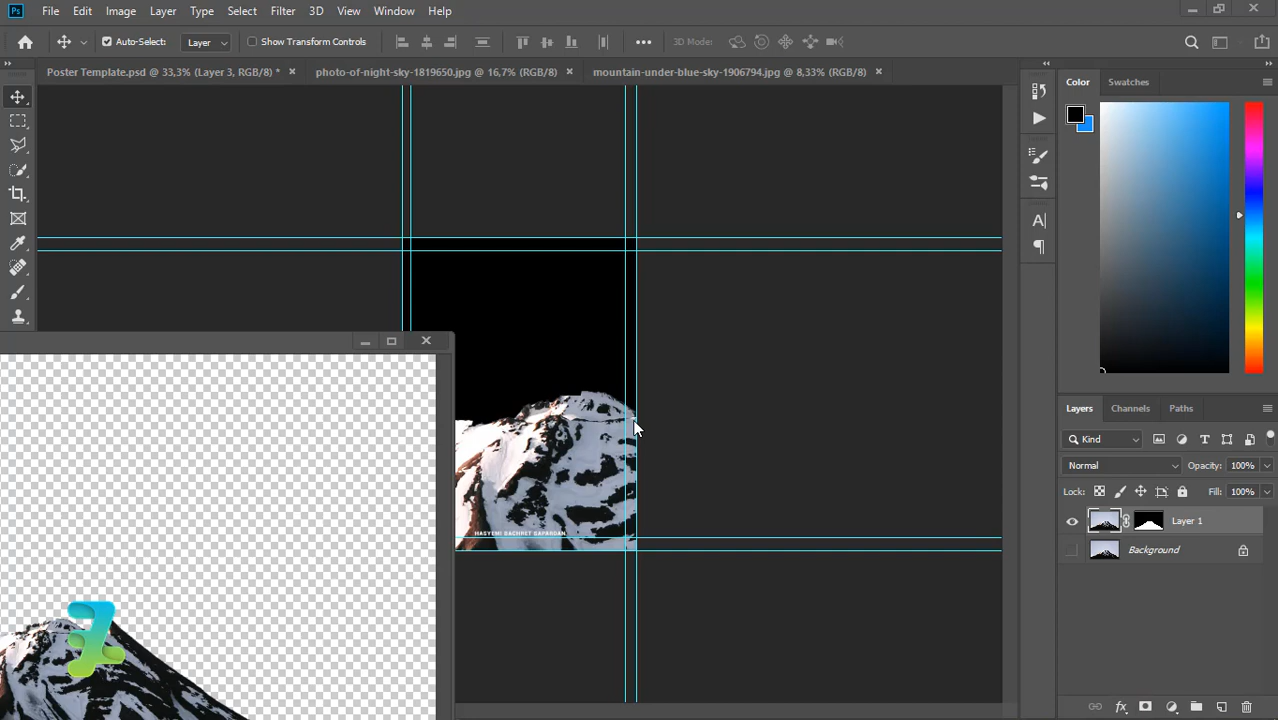 Ps File Edit Image Layer Type Select Filter 3D View Window Help
Auto-Select: Layer Show Transform Controls 3D Mode:
Poster Template.psd @ 33,3% (Layer 3, RGB/8) * photo-of-night-sky-1819650.jpg @ 16,7% (RGB/8) mountain-under-blue-sky-1906794.jpg @ 8,33% (RGB/8)
Color Swatches
Layers Channels Paths
Kind
Normal Opacity: 100%
Lock: Fill: 100%
Layer 1
Background
HASYEMI